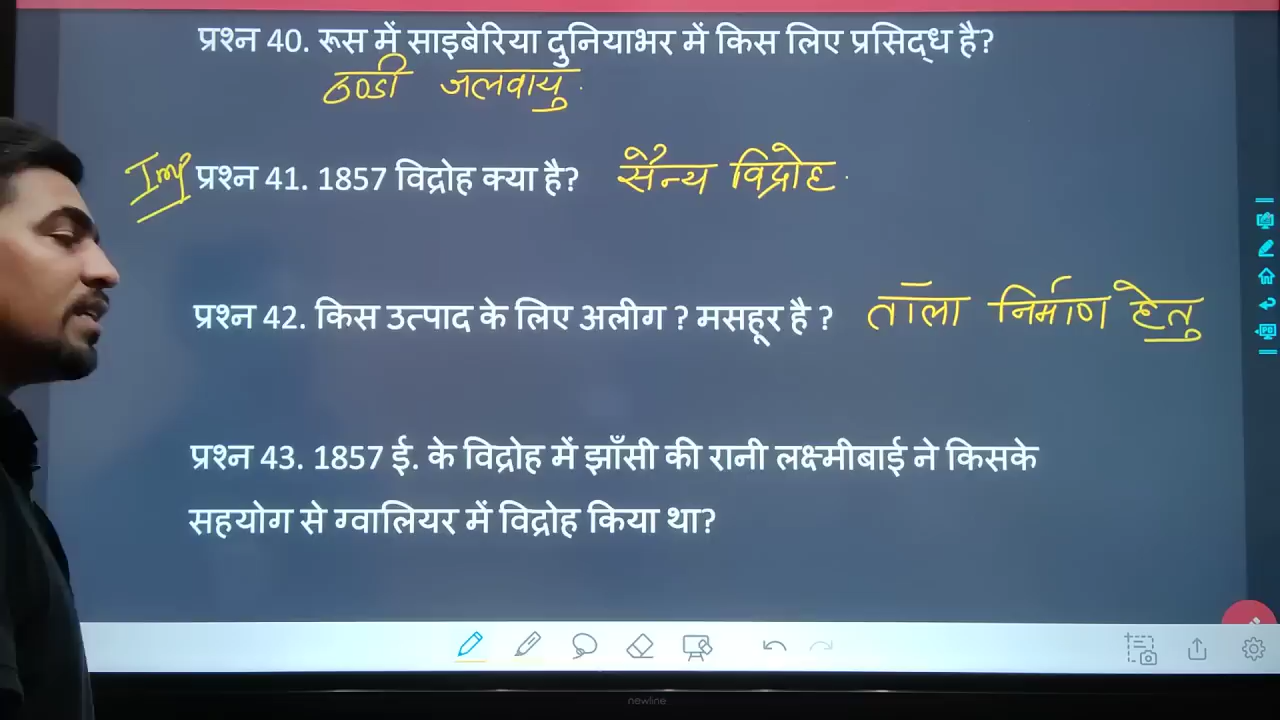 प्रश्न 40. रूस में साइबेरिया दुनियाभर में किस लिए प्रसिद्ध है?
ठण्डी जलवायु.
Imp प्रश्न 41. 1857 विद्रोह क्या है? सैन्य विद्रोह.
प्रश्न 42. किस उत्पाद के लिए अलीग ? मसहूर है ? ताला निर्माण हेतु
प्रश्न 43. 1857 ई. के विद्रोह में झाँसी की रानी लक्ष्मीबाई ने किसके
सहयोग से ग्वालियर में विद्रोह किया था?
newline